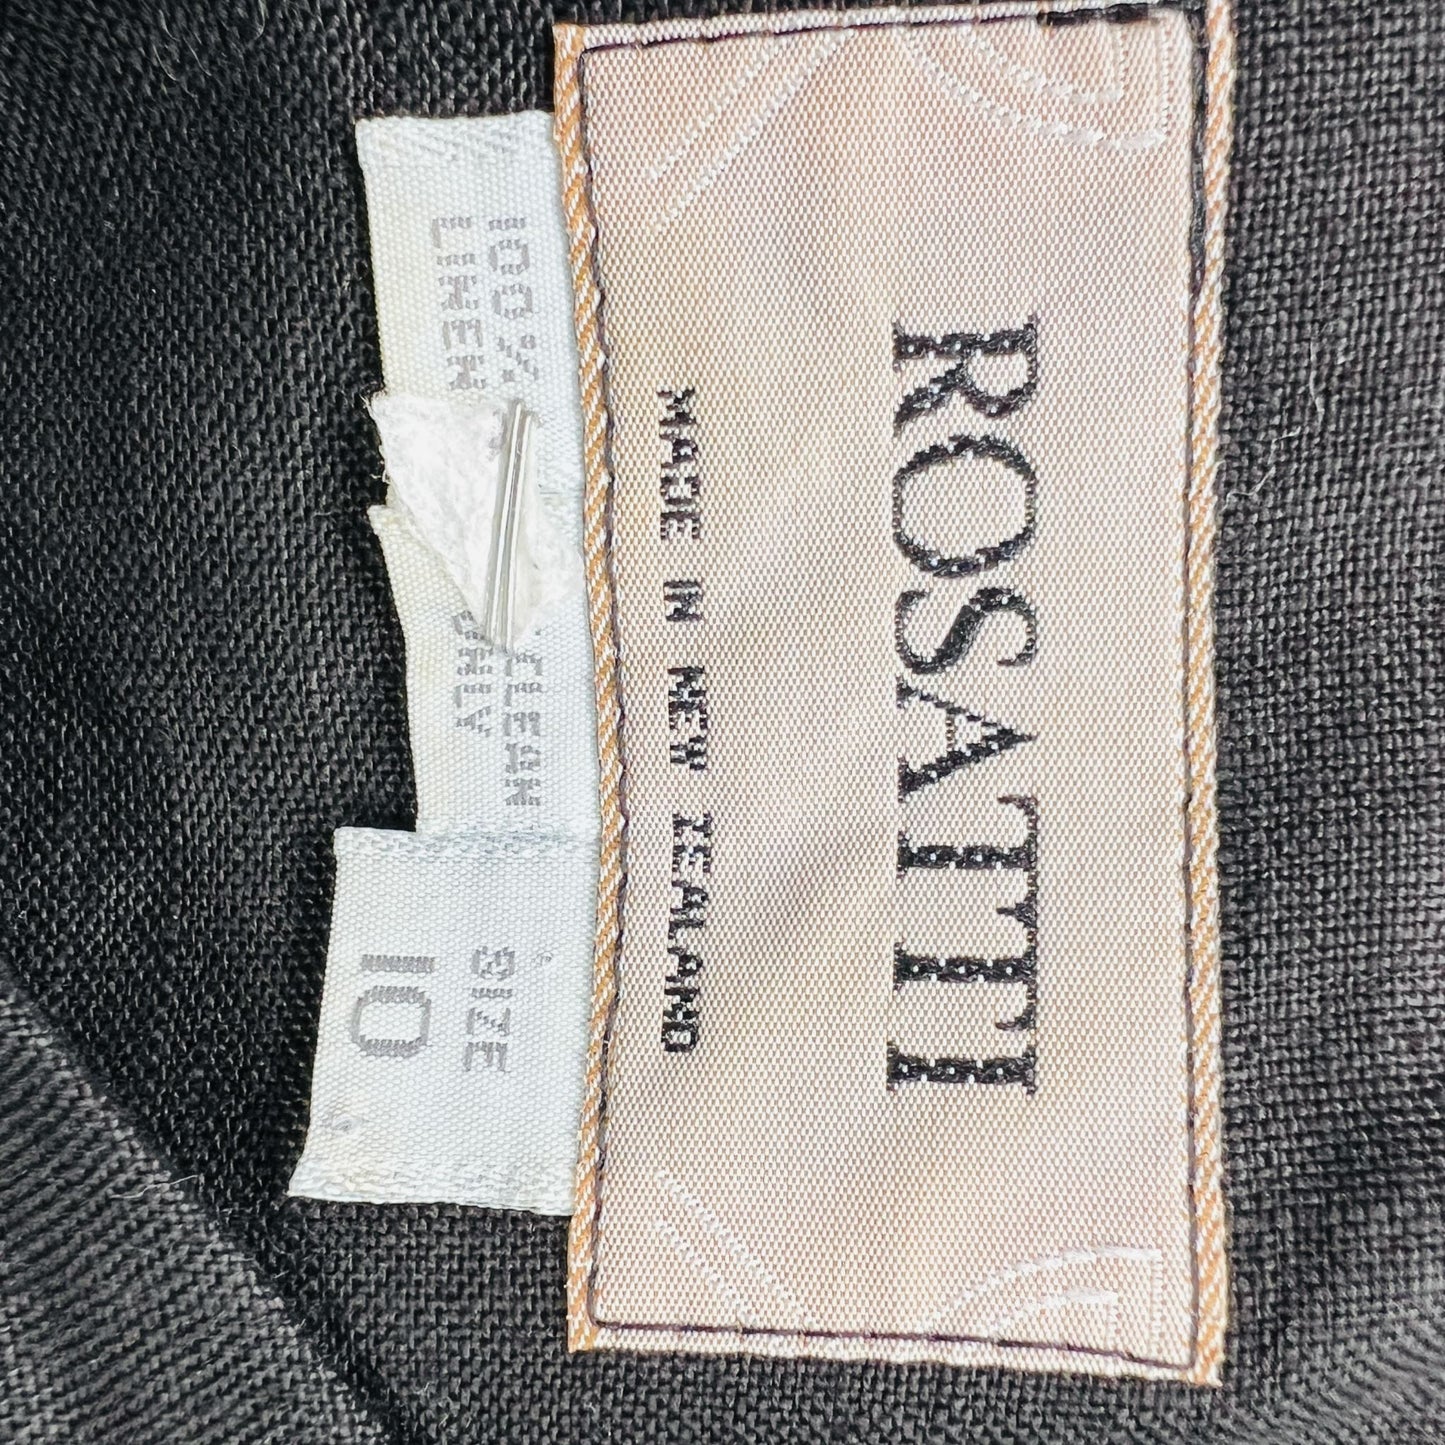 ROSATTI
MADE IN NEW ZEALAND
100%
LINEN
CLEAN
ONLY
SIZE
10